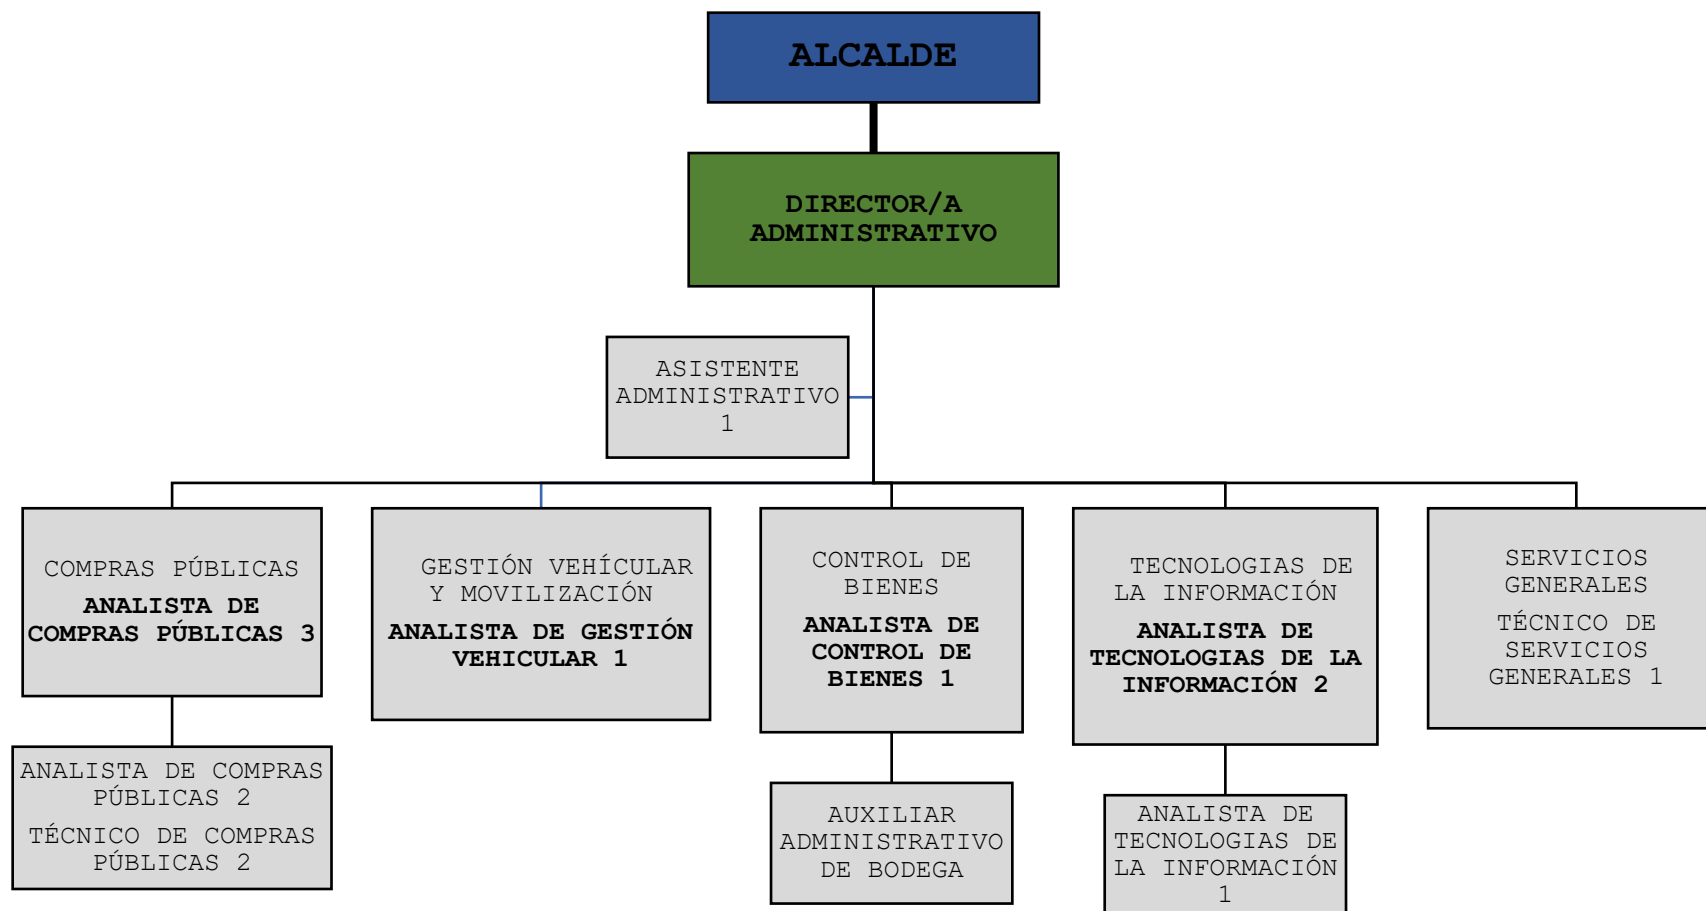 ALCALDE
DIRECTOR/A
ADMINISTRATIVO
ASISTENTE
ADMINISTRATIVO
1
COMPRAS PÚBLICAS
ANALISTA DE
COMPRAS PÚBLICAS 3
GESTIÓN VEHÍCULAR
Y MOVILIZACIÓN
ANALISTA DE GESTIÓN
VEHICULAR 1
CONTROL DE
BIENES
ANALISTA DE
CONTROL DE
BIENES 1
TECNOLOGIAS DE
LA INFORMACIÓN
ANALISTA DE
TECNOLOGIAS DE LA
INFORMACIÓN 2
SERVICIOS
GENERALES
TÉCNICO DE
SERVICIOS
GENERALES 1
ANALISTA DE COMPRAS
PÚBLICAS 2
TÉCNICO DE COMPRAS
PÚBLICAS 2
AUXILIAR
ADMINISTRATIVO
DE BODEGA
ANALISTA DE
TECNOLOGIAS DE
LA INFORMACIÓN
1